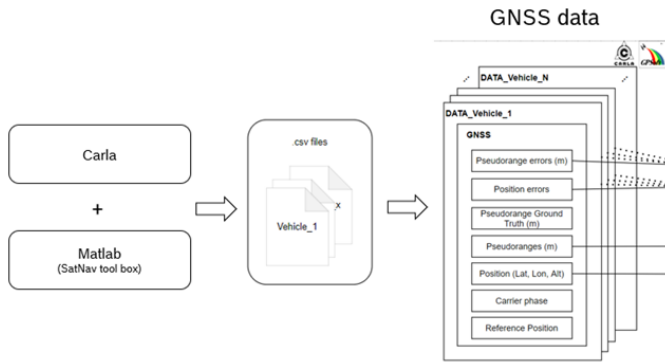 GNSS data
CARLA
DATA_Vehicle_N
DATA_Vehicle_1
GNSS
Carla
+
Matlab
(SatNav tool box)
.csv files
x
Vehicle_1
Pseudorange errors (m)
Position errors
Pseudorange Ground
Truth (m)
Pseudoranges (m)
Position (Lat, Lon, Alt)
Carrier phase
Reference Position